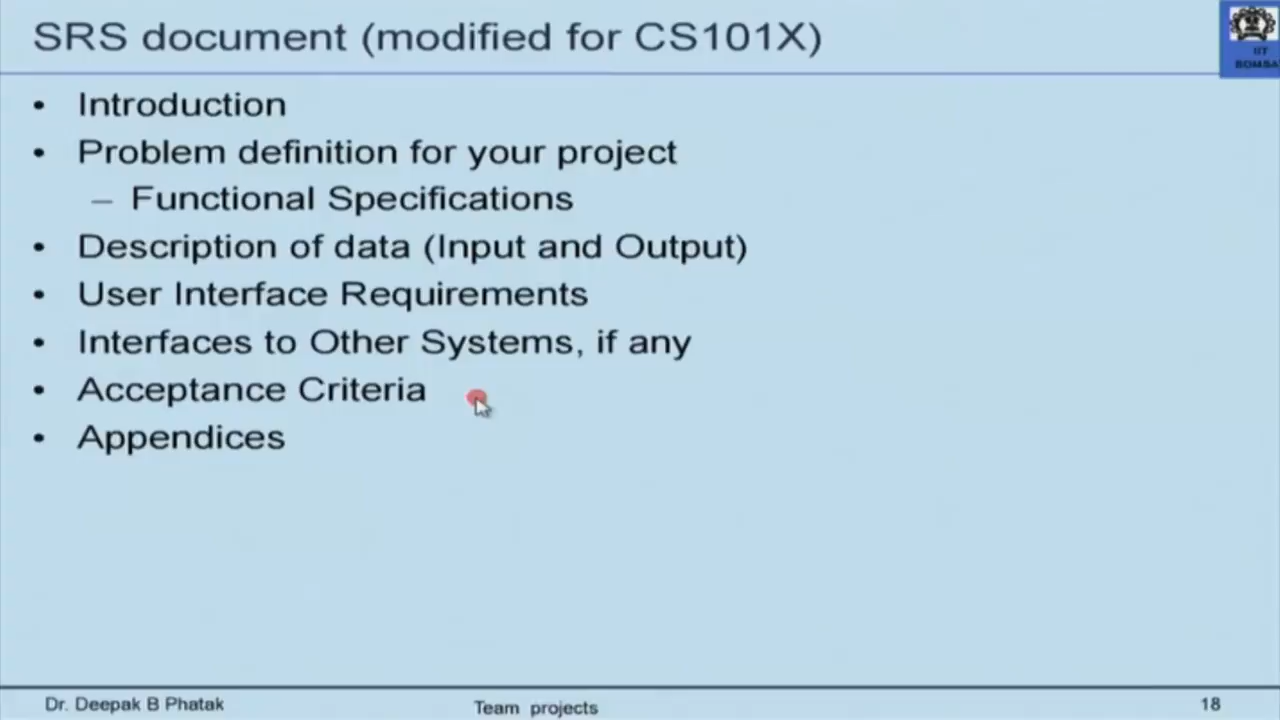 SRS document (modified for CS101X)
IIT
BOMBA
• Introduction
• Problem definition for your project
– Functional Specifications
• Description of data (Input and Output)
• User Interface Requirements
• Interfaces to Other Systems, if any
• Acceptance Criteria
• Appendices
Dr. Deepak B Phatak
Team projects
18